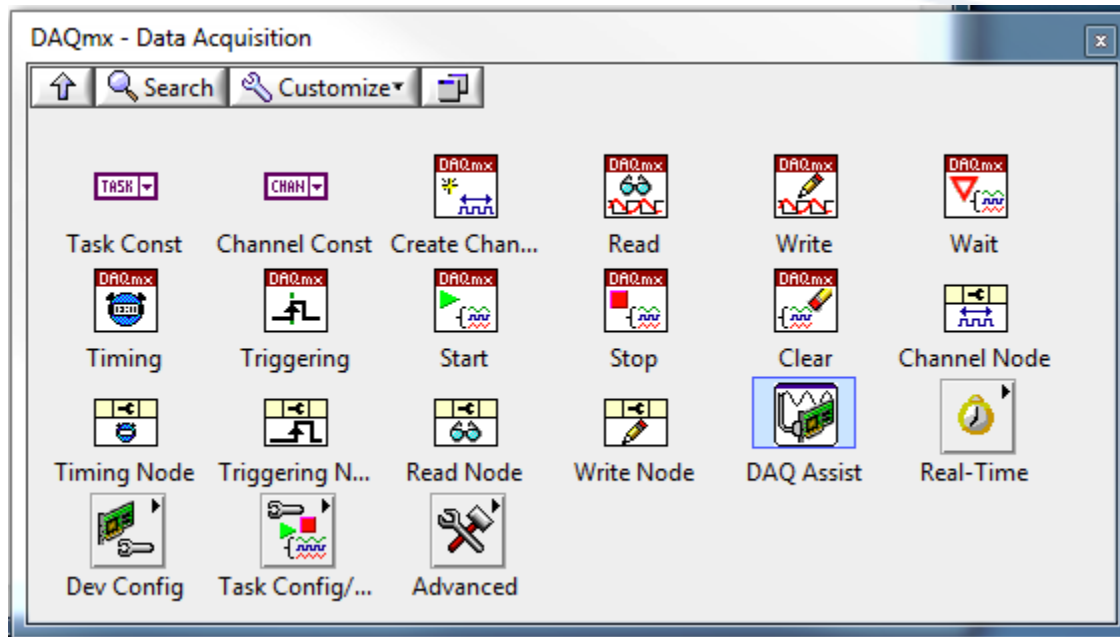 DAQmx - Data Acquisition
x
Search Customize
TASK CHAN DAQmx DAQmx DAQmx DAQmx
Task Const Channel Const Create Chan... Read Write Wait
DAQmx DAQmx DAQmx DAQmx DAQmx
Timing Triggering Start Stop Clear Channel Node
Timing Node Triggering N... Read Node Write Node DAQ Assist Real-Time
Dev Config Task Config/... Advanced